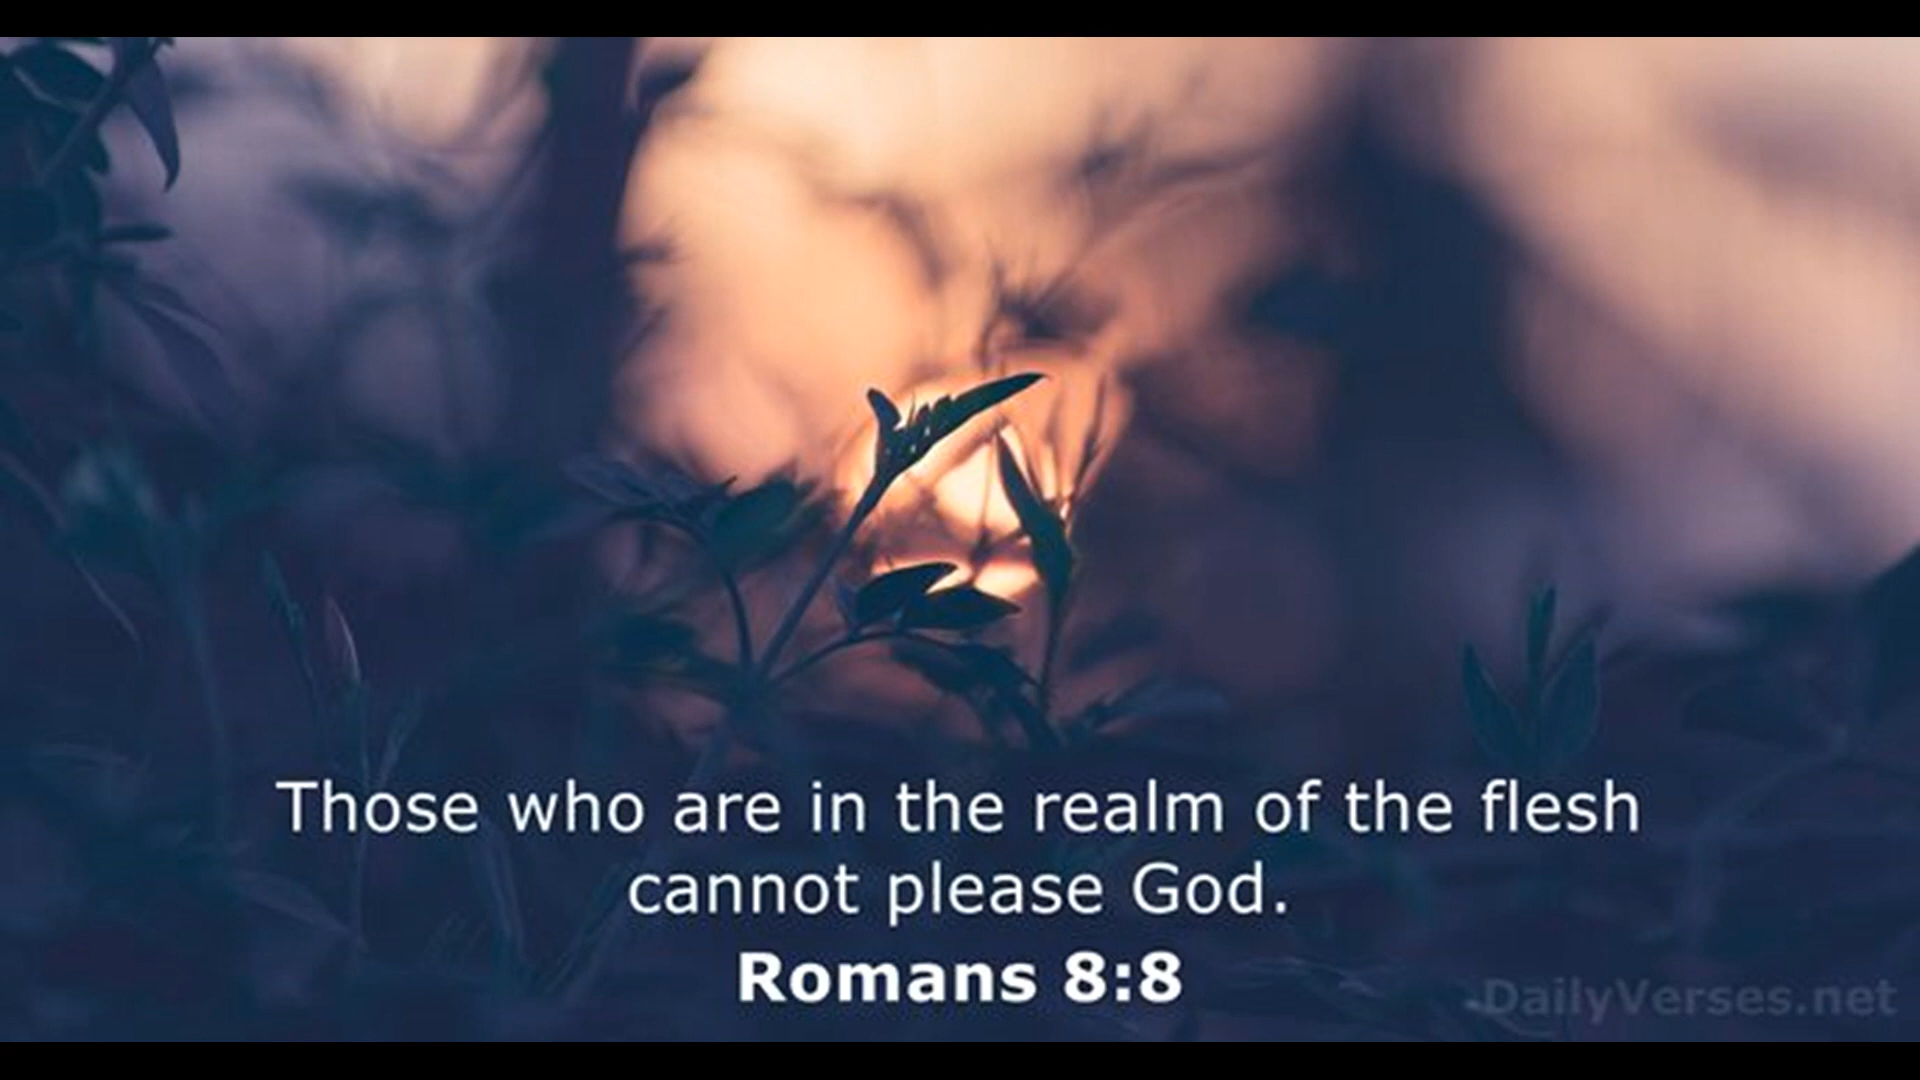 Those who are in the realm of the flesh
cannot please God.
Romans 8:8
DailyVerses.net